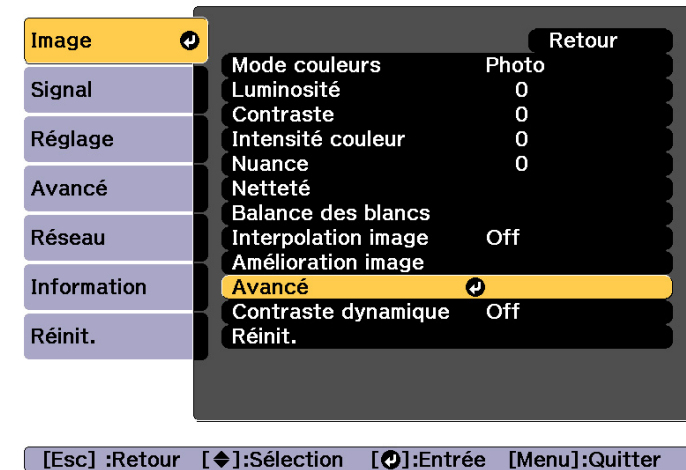 Image
Signal
Réglage
Avancé
Réseau
Information
Réinit.
Retour
Mode couleurs Photo
Luminosité 0
Contraste 0
Intensité couleur 0
Nuance 0
Netteté
Balance des blancs
Interpolation image Off
Amélioration image
Avancé
Contraste dynamique Off
Réinit.
[Esc] :Retour [◆]:Sélection [↵]:Entrée [Menu]:Quitter